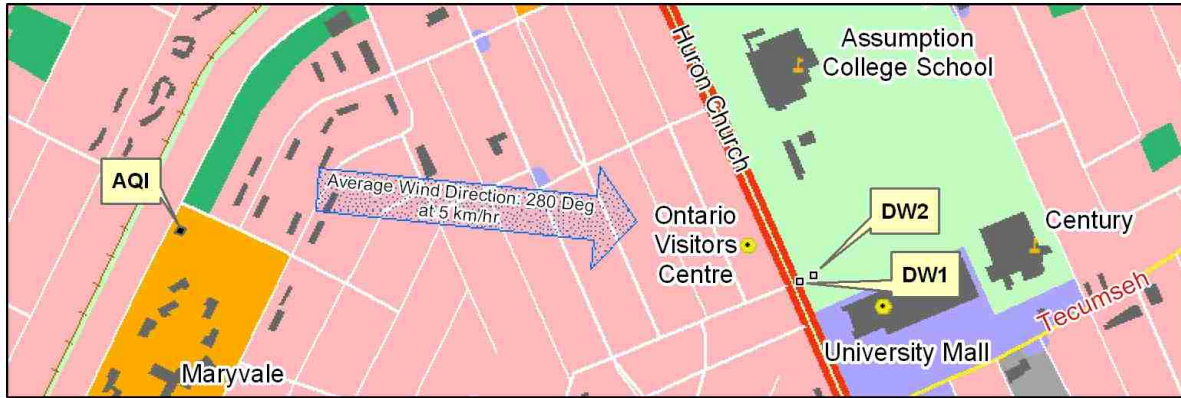 Huron Church
Assumption
College School
AQI
Average Wind Direction: 280 Deg
at 5 km/hr.
Ontario
Visitors
Centre
DW2
DW1
Century
Tecumseh
University Mall
Maryvale